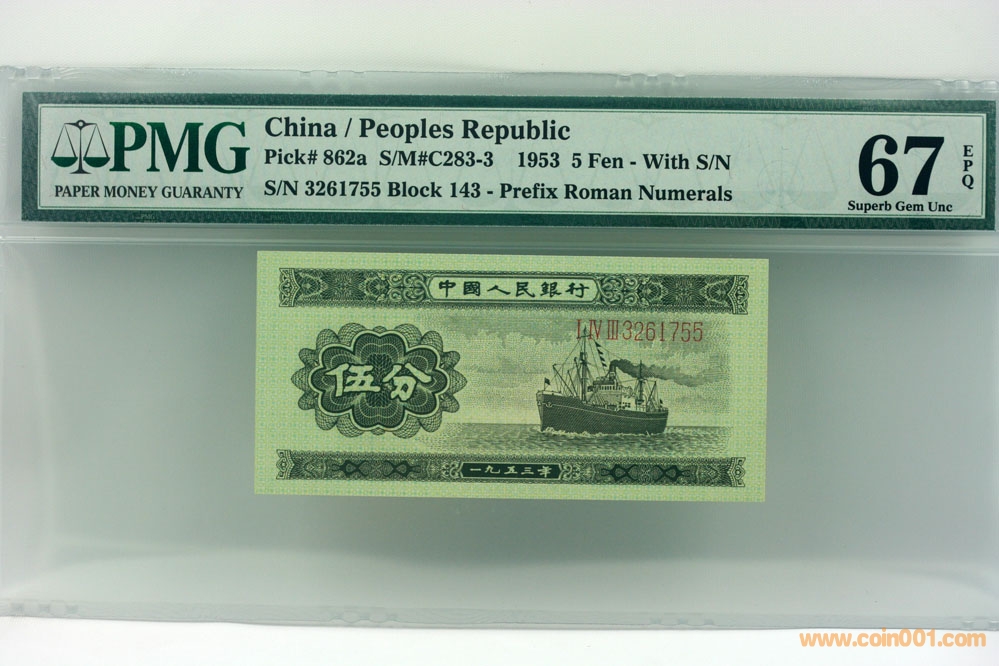 PMG
PAPER MONEY GUARANTY
China / Peoples Republic
Pick# 862a S/M#C283-3 1953 5 Fen - With S/N
S/N 3261755 Block 143 - Prefix Roman Numerals
67
EPQ
Superb Gem Unc
中國人民銀行
I IV III 3261755
伍分
一九五三年
www.coin001.com